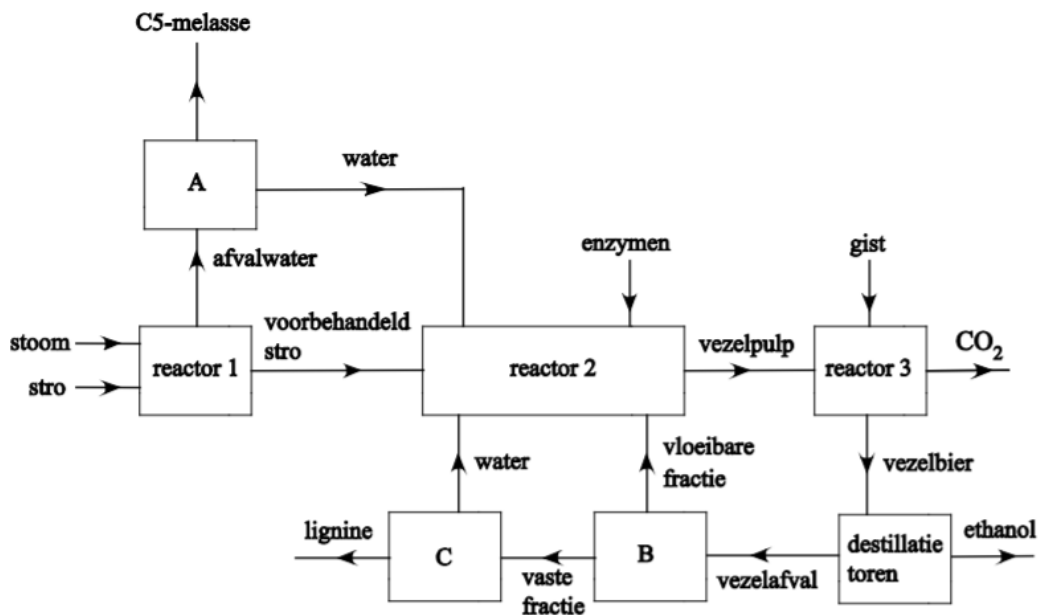 C5-melasse
A
water
afvalwater
enzymen
gist
stoom
stro
reactor 1
voorbehandeld
stro
reactor 2
vezelpulp
reactor 3
CO₂
water
vloeibare
fractie
vezelbier
lignine
C
vaste
fractie
B
vezelafval
destillatie
toren
ethanol